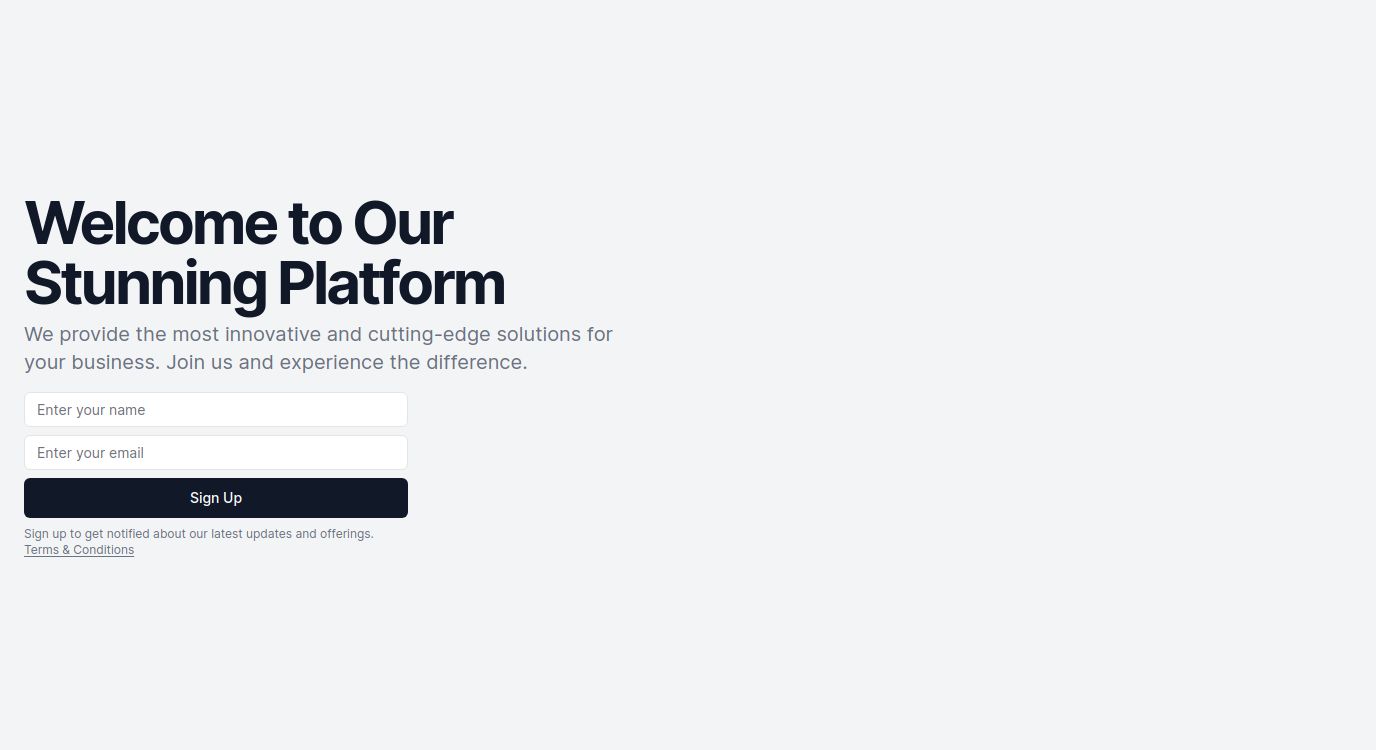 Welcome to Our
Stunning Platform
We provide the most innovative and cutting-edge solutions for
your business. Join us and experience the difference.
Enter your name
Enter your email
Sign Up
Sign up to get notified about our latest updates and offerings.
Terms & Conditions